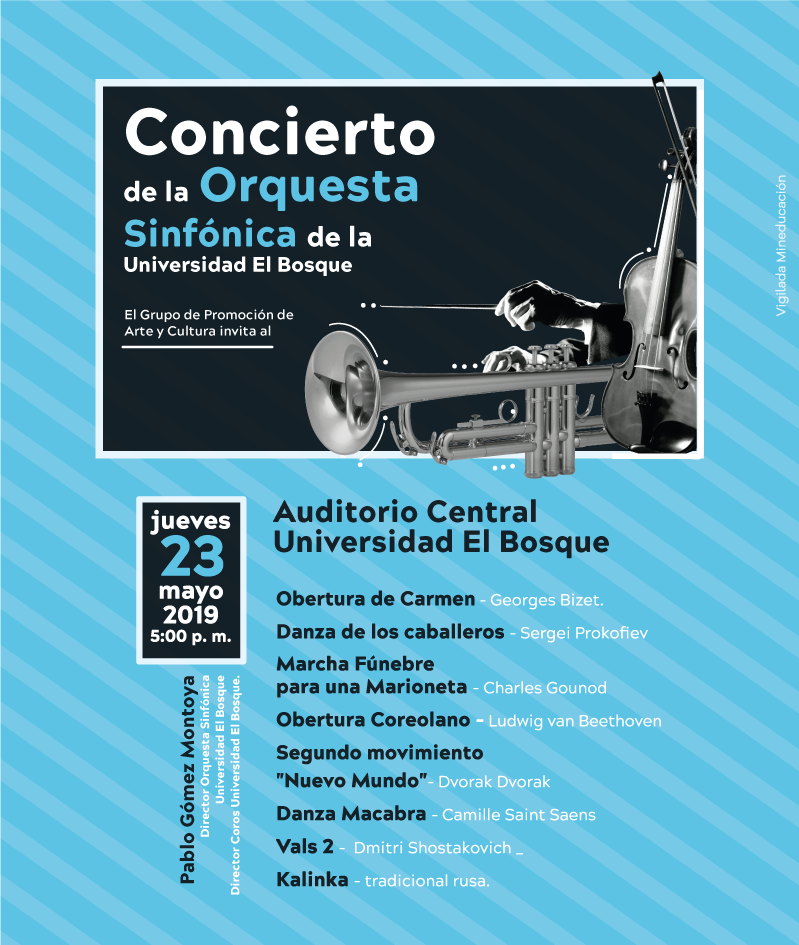 Concierto
de la Orquesta
Sinfónica de la
Universidad El Bosque
El Grupo de Promoción de
Arte y Cultura invita al
Vigilada Mineducación
jueves
23
mayo
2019
5:00 p. m.
Auditorio Central
Universidad El Bosque
Obertura de Carmen - Georges Bizet.
Danza de los caballeros - Sergei Prokofiev
Marcha Fúnebre
para una Marioneta - Charles Gounod
Obertura Coreolano - Ludwig van Beethoven
Segundo movimiento
"Nuevo Mundo" - Dvorak Dvorak
Danza Macabra - Camille Saint Saens
Vals 2 - Dmitri Shostakovich _
Kalinka - tradicional rusa.
Pablo Gómez Montoya
Director Orquesta Sinfónica
Universidad El Bosque
Director Coros Universidad El Bosque.